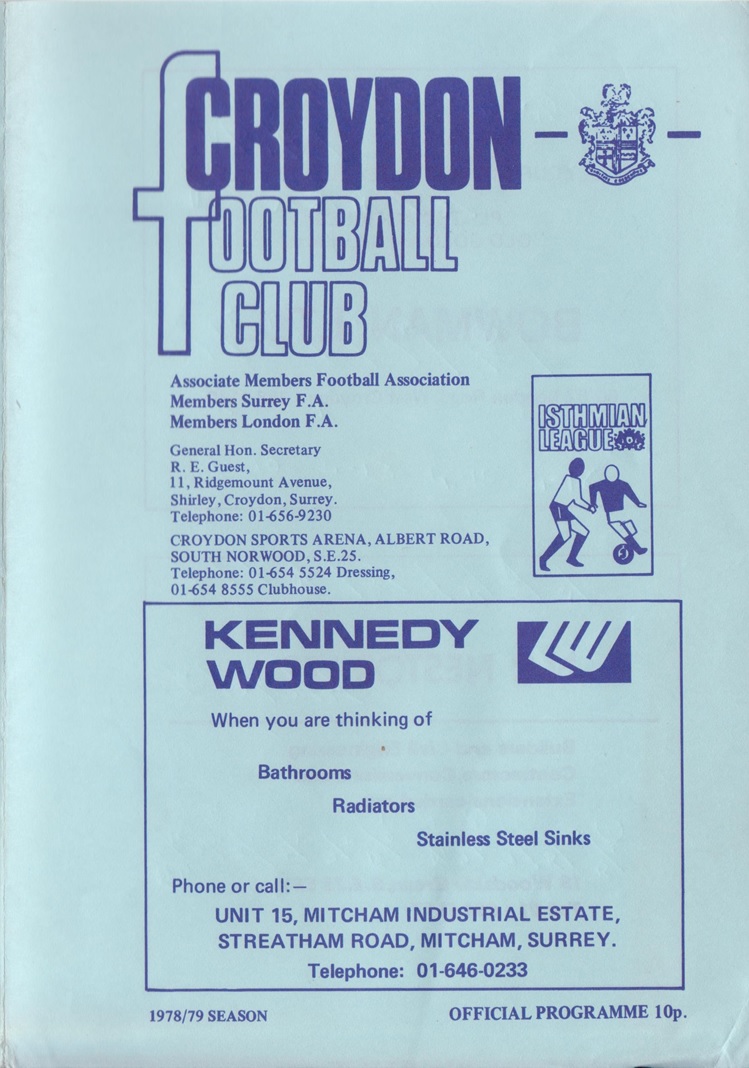 CROYDON
FOOTBALL
CLUB
Associate Members Football Association
Members Surrey F.A.
Members London F.A.
General Hon. Secretary
R. E. Guest,
11, Ridgemount Avenue,
Shirley, Croydon, Surrey.
Telephone: 01-656-9230
CROYDON SPORTS ARENA, ALBERT ROAD,
SOUTH NORWOOD, S.E.25.
Telephone: 01-654 5524 Dressing,
01-654 8555 Clubhouse.
ISTHMIAN
LEAGUE
KENNEDY
WOOD
When you are thinking of
Bathrooms
Radiators
Stainless Steel Sinks
Phone or call:—
UNIT 15, MITCHAM INDUSTRIAL ESTATE,
STREATHAM ROAD, MITCHAM, SURREY.
Telephone: 01-646-0233
1978/79 SEASON
OFFICIAL PROGRAMME 10p.